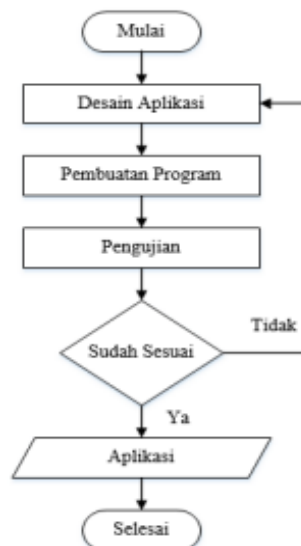 Mulai
Desain Aplikasi
Pembuatan Program
Pengujian
Sudah Sesuai
Tidak
Ya
Aplikasi
Selesai